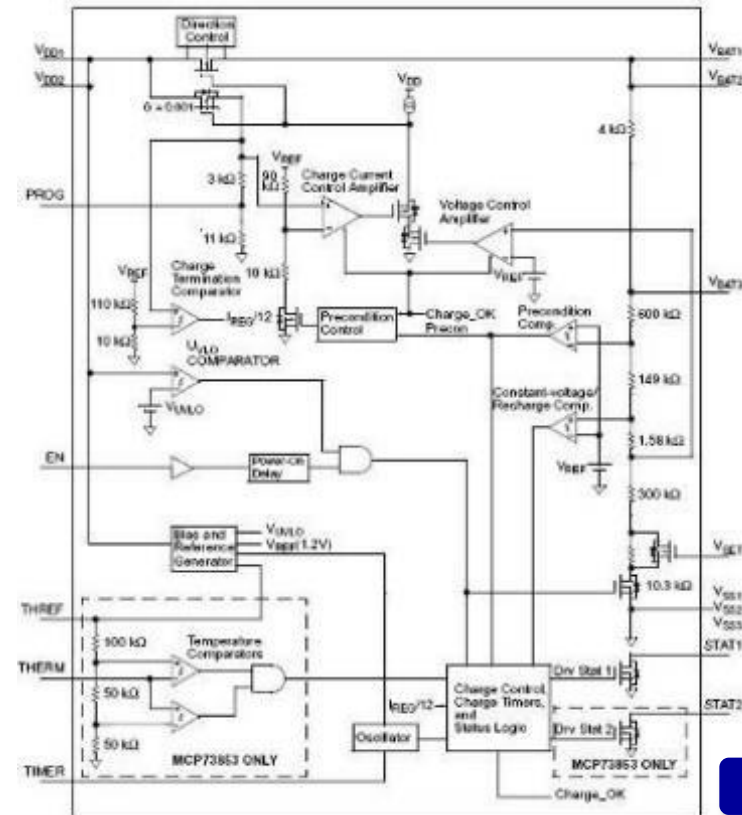 Direction
Control
VDD1
VDD2
VBAT1
VBAT2
VDD
G = 0.001
4 kΩ
VREF
90
kΩ
Charge Current
Control Amplifier
3 kΩ
Voltage Control
Amplifier
PROG
11 kΩ
Charge
Termination
Comparator
VREF
10 kΩ
VREF
110 kΩ
10 kΩ
IREG/12
Precondition
Control
Charge_OK
Precon
Precondition
Comp.
VBAT3
600 kΩ
UVLO
COMPARATOR
149 kΩ
Constant-voltage/
Recharge Comp.
VUVLO
1.58 kΩ
EN
Power-On
Delay
VREF
300 kΩ
Bias and
Reference
Generator
VUVLO
VREF(1.2V)
VSET
10.3 kΩ
VSS1
VSS2
VSS3
THREF
100 kΩ
Temperature
Comparators
STAT1
THERM
50 kΩ
Charge Control,
Charge Timers,
and
Status Logic
Drv Stat 1
IREG/12
STAT2
Drv Stat 2
Oscillator
50 kΩ
MCP73853 ONLY
MCP73853 ONLY
TIMER
Charge_OK